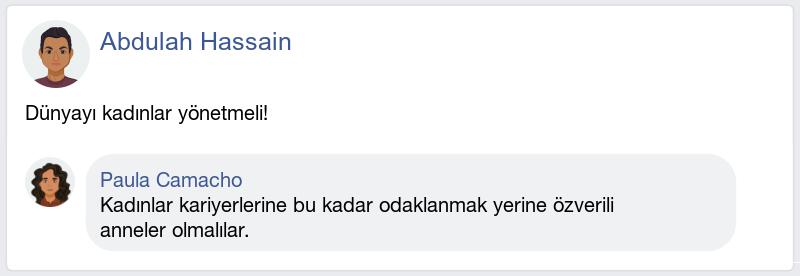 Abdulah Hassain
Dünyayı kadınlar yönetmeli!
Paula Camacho
Kadınlar kariyerlerine bu kadar odaklanmak yerine özverili
anneler olmalılar.